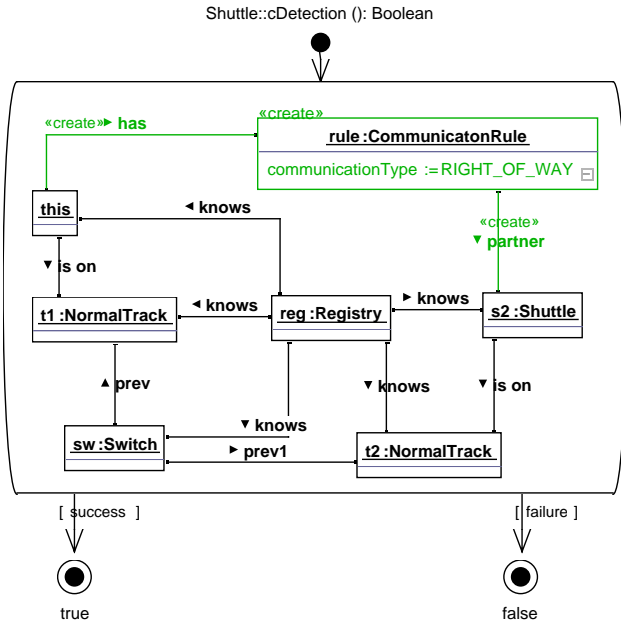 Shuttle::cDetection (): Boolean
«create»
«create»► has
rule :CommunicatonRule
communicationType :=RIGHT_OF_WAY
this
◄ knows
«create»
▼ partner
▼ is on
t1 :NormalTrack
◄ knows
reg :Registry
► knows
s2 :Shuttle
▲ prev
▼ knows
▼ is on
▼ knows
sw :Switch
► prev1
t2 :NormalTrack
[ success ]
[ failure ]
true
false